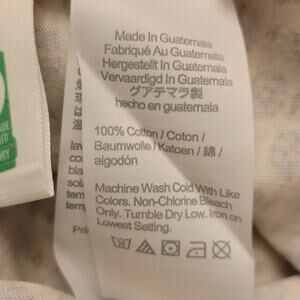 Made In Guatemala
Fabriqué Au Guatemala
Hergestellt In Guatemala
Vervaardigd In Guatemala
グアテマラ製
hecho en guatemala
100% Cotton / Coton /
Baumwolle / Katoen / 綿 /
algodón
Machine Wash Cold With Like
Colors. Non-Chlorine Bleach
Only. Tumble Dry Low. Iron on
Lowest Setting.